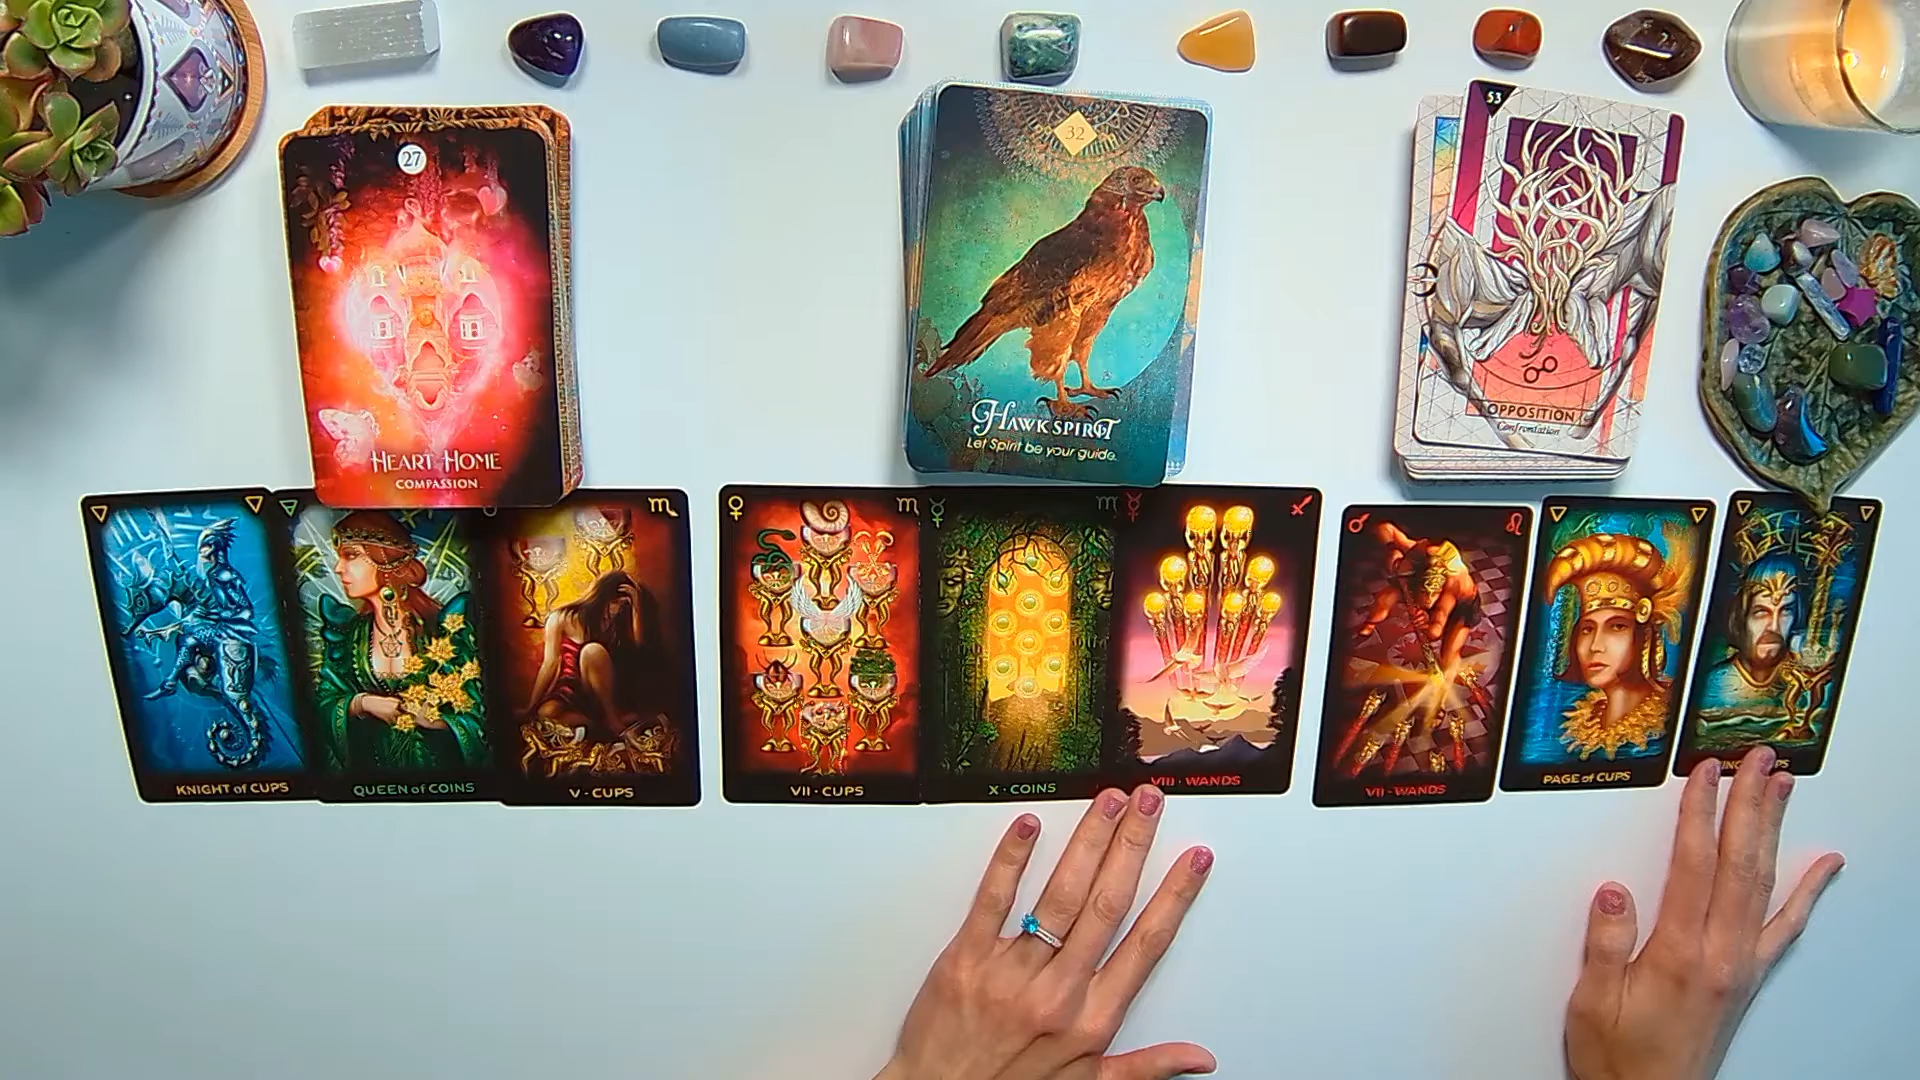 27
HEART HOME
COMPASSION
32
HAWK SPIRIT
Let Spirit be your guide.
53
OPPOSITION
Confrontation
KNIGHT of CUPS
QUEEN of COINS
V · CUPS
VII · CUPS
X · COINS
VIII · WANDS
VII · WANDS
PAGE of CUPS